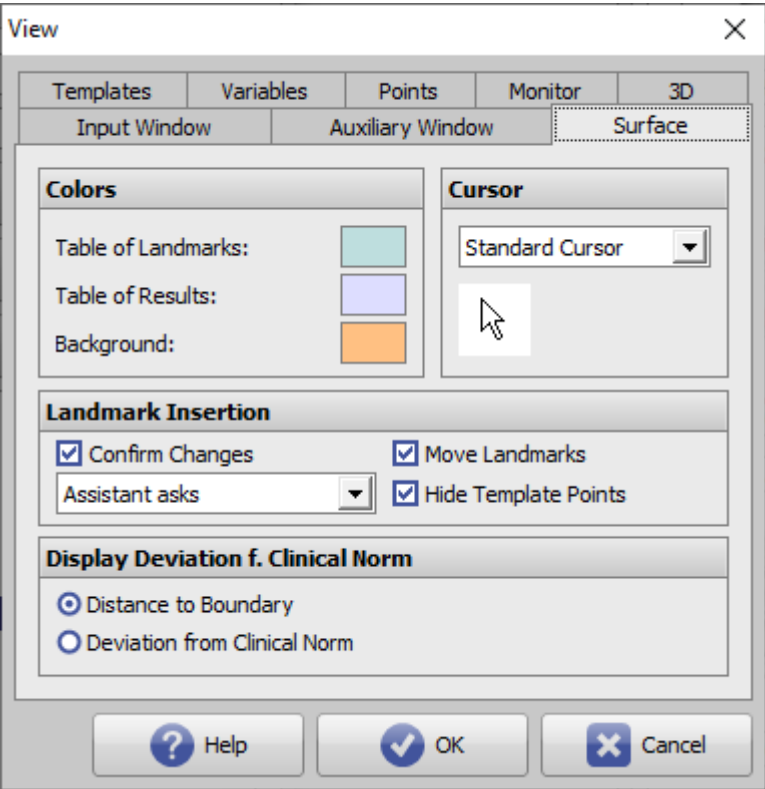 View
Templates Variables Points Monitor 3D
Input Window Auxiliary Window Surface
Colors
Table of Landmarks:
Table of Results:
Background:
Cursor
Standard Cursor
Landmark Insertion
Confirm Changes Move Landmarks
Assistant asks Hide Template Points
Display Deviation f. Clinical Norm
Distance to Boundary
Deviation from Clinical Norm
Help OK Cancel